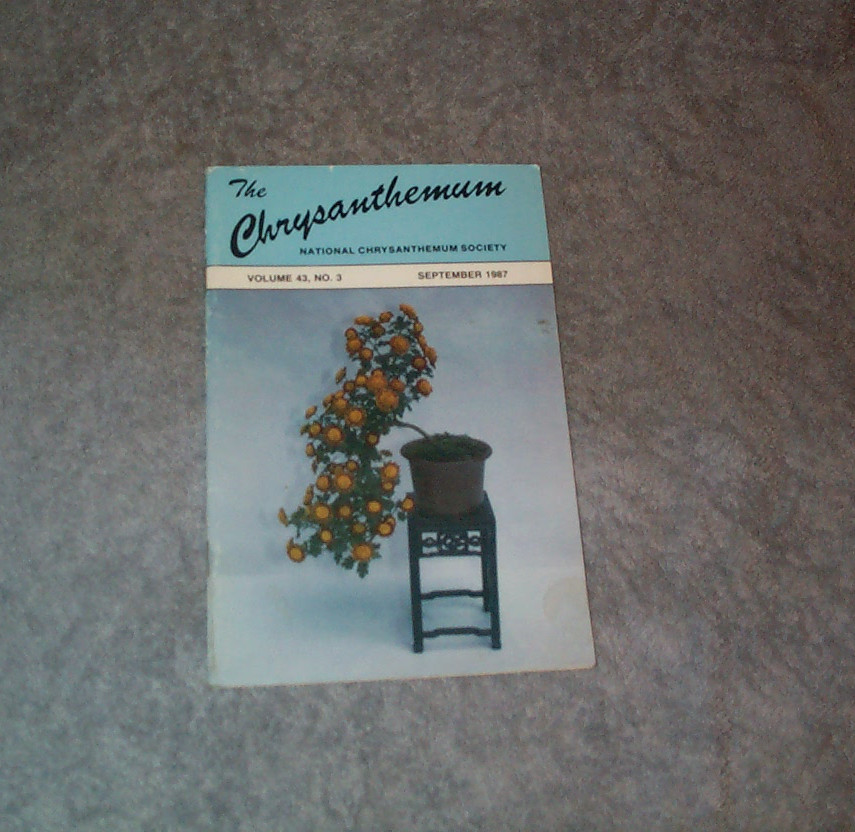 The
Chrysanthemum
NATIONAL CHRYSANTHEMUM SOCIETY
VOLUME 43, NO. 3 SEPTEMBER 1987